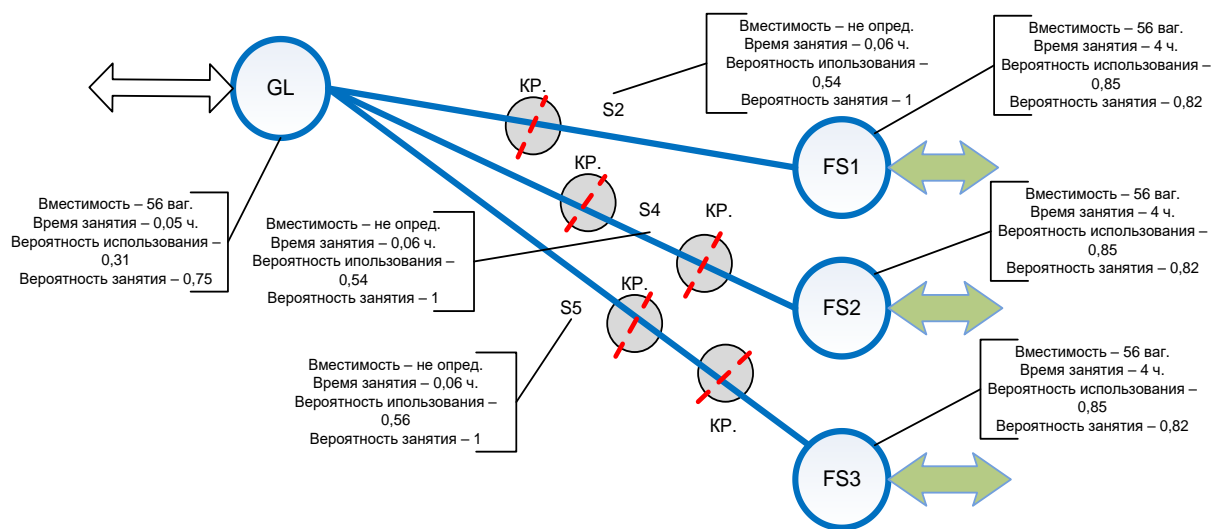 Вместимость – не опред.
Время занятия – 0,06 ч.
Вероятность ипользования –
0,54
Вероятность занятия – 1
Вместимость – 56 ваг.
Время занятия – 4 ч.
Вероятность использования –
0,85
Вероятность занятия – 0,82
GL
КР.
S2
FS1
КР.
Вместимость – 56 ваг.
Время занятия – 0,05 ч.
Вероятность использования –
0,31
Вероятность занятия – 0,75
Вместимость – не опред.
Время занятия – 0,06 ч.
Вероятность ипользования –
0,54
Вероятность занятия – 1
S4
КР.
Вместимость – 56 ваг.
Время занятия – 4 ч.
Вероятность использования –
0,85
Вероятность занятия – 0,82
FS2
КР.
S5
Вместимость – не опред.
Время занятия – 0,06 ч.
Вероятность ипользования –
0,56
Вероятность занятия – 1
КР.
Вместимость – 56 ваг.
Время занятия – 4 ч.
Вероятность использования –
0,85
Вероятность занятия – 0,82
FS3